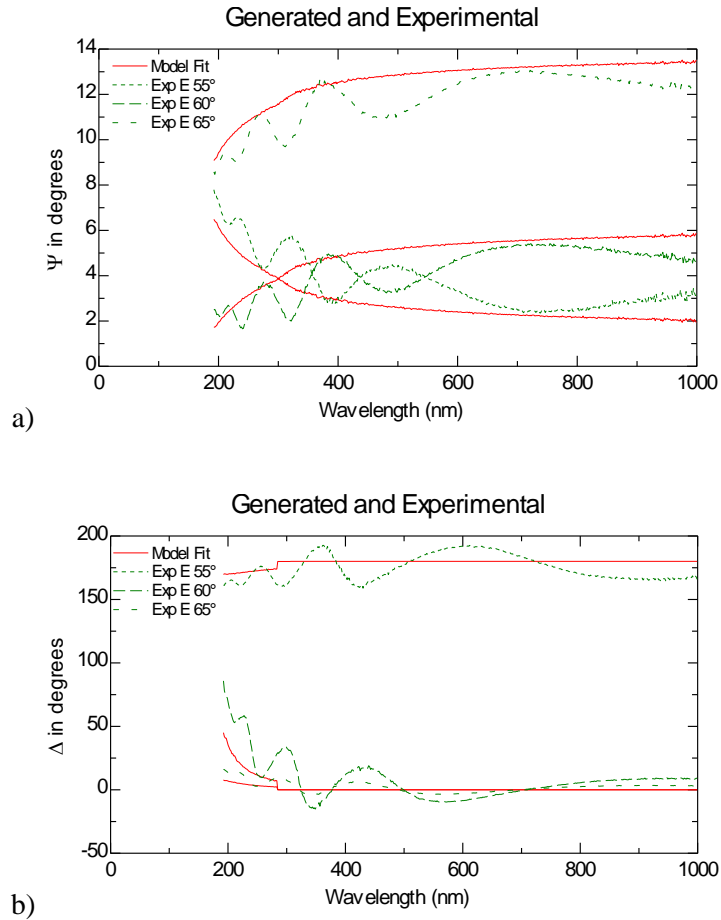 Generated and Experimental
14
12
10
8
6
4
2
0
Ψ in degrees
Model Fit
Exp E 55°
Exp E 60°
Exp E 65°
0 200 400 600 800 1000
Wavelength (nm)
a)
Generated and Experimental
200
150
100
50
0
-50
Δ in degrees
Model Fit
Exp E 55°
Exp E 60°
Exp E 65°
0 200 400 600 800 1000
Wavelength (nm)
b)